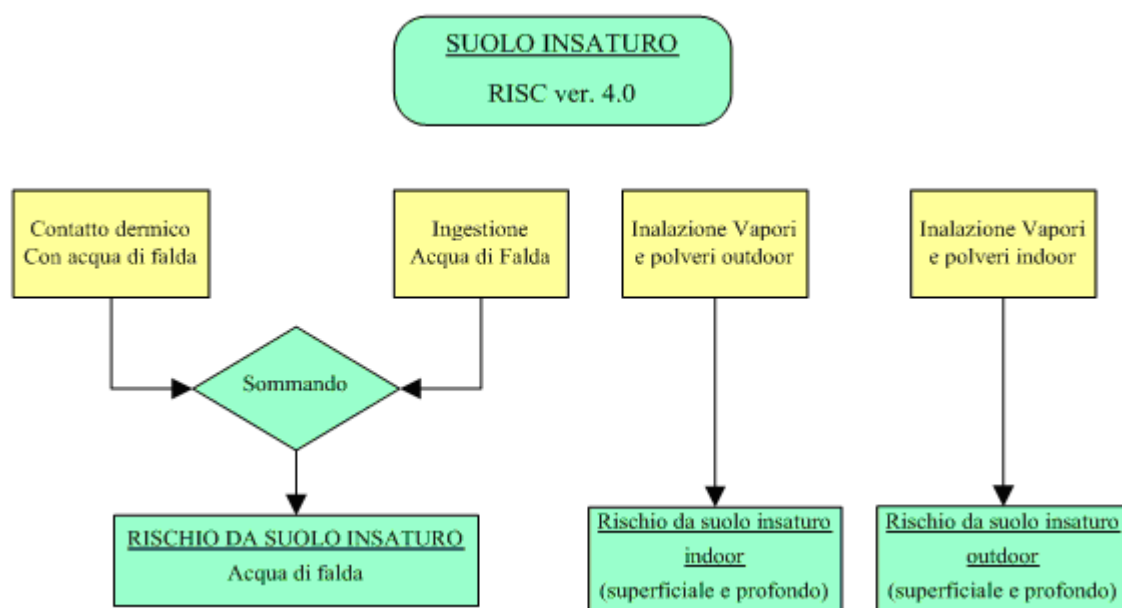 SUOLO INSATURO
RISC ver. 4.0
Contatto dermico
Con acqua di falda
Ingestione
Acqua di Falda
Inalazione Vapori
e polveri outdoor
Inalazione Vapori
e polveri indoor
Sommando
RISCHIO DA SUOLO INSATURO
Acqua di falda
Rischio da suolo insaturo
indoor
(superficiale e profondo)
Rischio da suolo insaturo
outdoor
(superficiale e profondo)